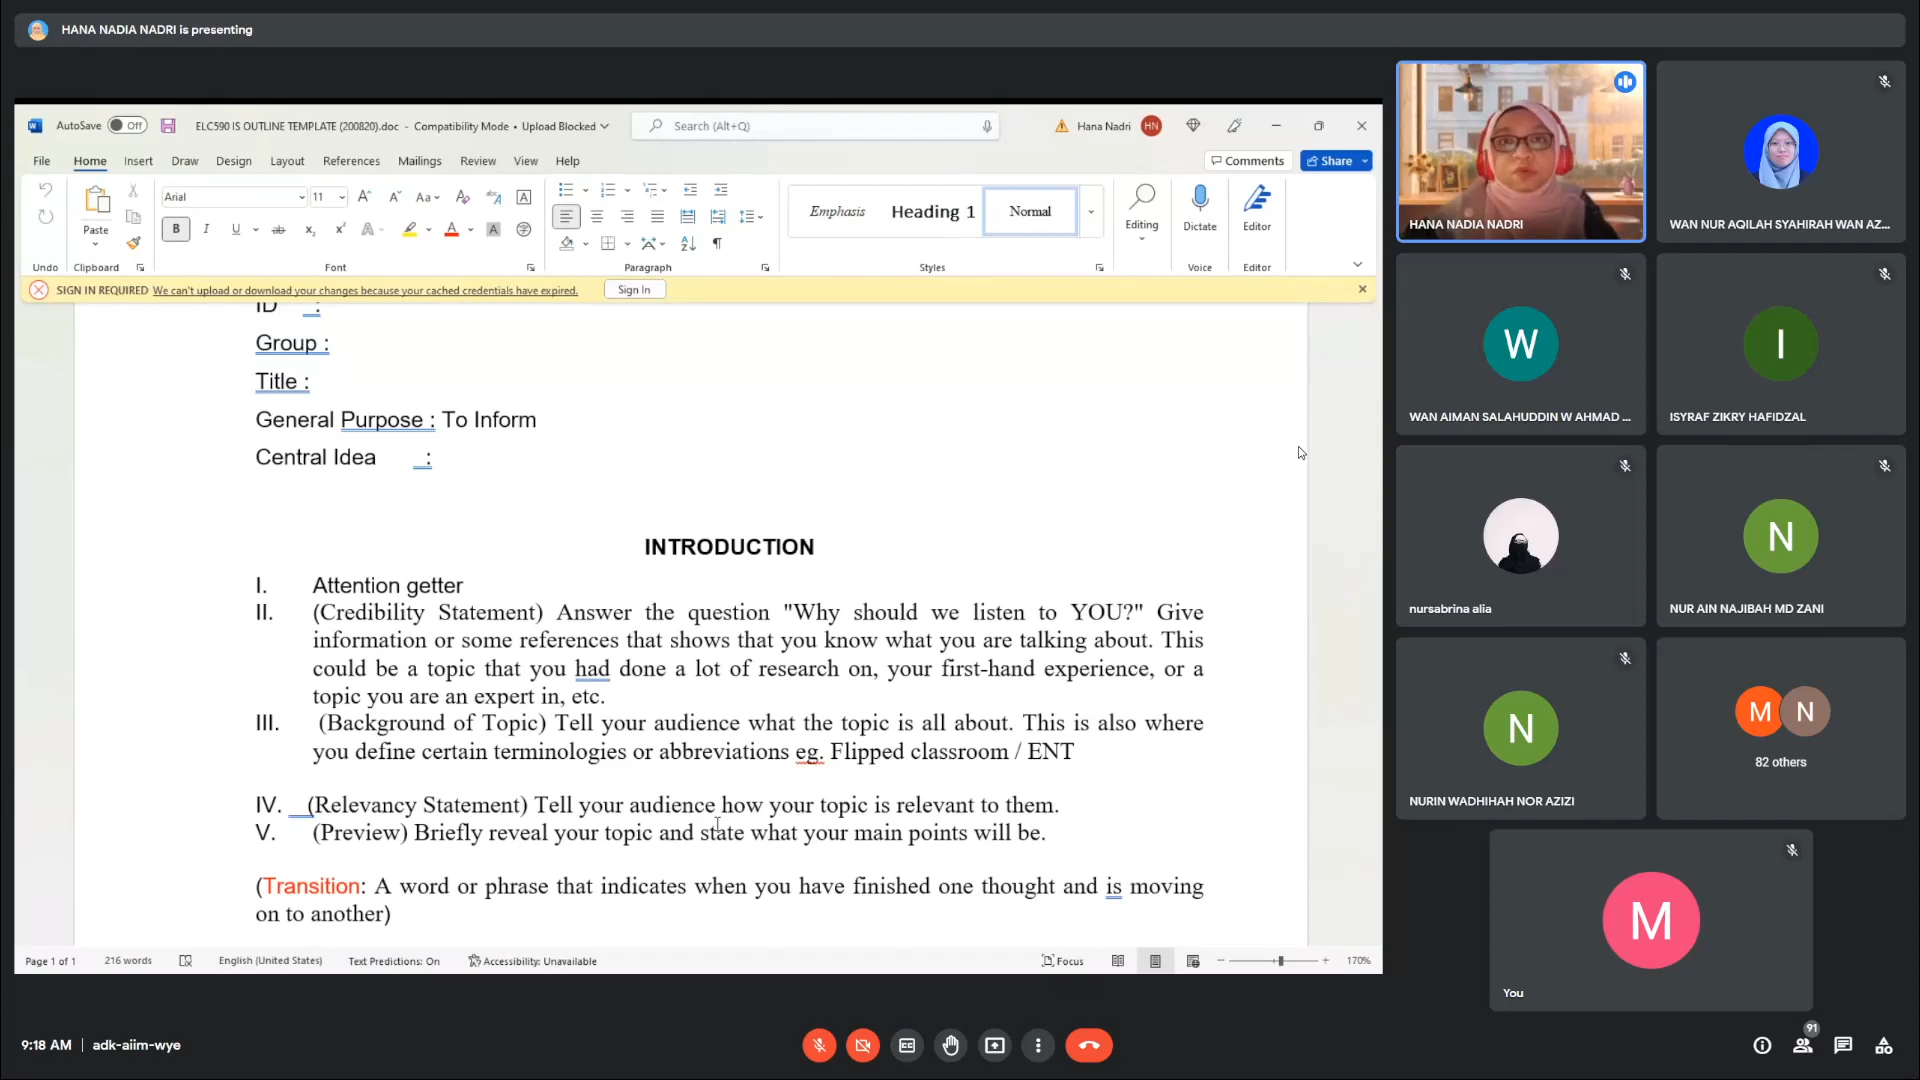 HANA NADIA NADRI is presenting
AutoSave Off ELC590 IS OUTLINE TEMPLATE (200820).doc - Compatibility Mode • Upload Blocked Search (Alt+Q) Hana Nadri HN
File Home Insert Draw Design Layout References Mailings Review View Help Comments Share
Arial 11 Aa
Paste B I U ab x₂ x² A A A Emphasis Heading 1 Normal Editing Dictate Editor
Undo Clipboard Font Paragraph Styles Voice Editor
SIGN IN REQUIRED We can't upload or download your changes because your cached credentials have expired. Sign In
ID :
Group :
Title :
General Purpose : To Inform
Central Idea :
INTRODUCTION
I. Attention getter
II. (Credibility Statement) Answer the question "Why should we listen to YOU?" Give
information or some references that shows that you know what you are talking about. This
could be a topic that you had done a lot of research on, your first-hand experience, or a
topic you are an expert in, etc.
III. (Background of Topic) Tell your audience what the topic is all about. This is also where
you define certain terminologies or abbreviations eg. Flipped classroom / ENT
IV. (Relevancy Statement) Tell your audience how your topic is relevant to them.
V. (Preview) Briefly reveal your topic and state what your main points will be.
(Transition: A word or phrase that indicates when you have finished one thought and is moving
on to another)
Page 1 of 1 216 words English (United States) Text Predictions: On Accessibility: Unavailable Focus 170%
HANA NADIA NADRI
WAN NUR AQILAH SYAHIRAH WAN AZ...
W
WAN AIMAN SALAHUDDIN W AHMAD ...
I
ISYRAF ZIKRY HAFIDZAL
nursabrina alia
N
NUR AIN NAJIBAH MD ZANI
N
NURIN WADHIHAH NOR AZIZI
M N
82 others
M
You
9:18 AM | adk-aiim-wye
91